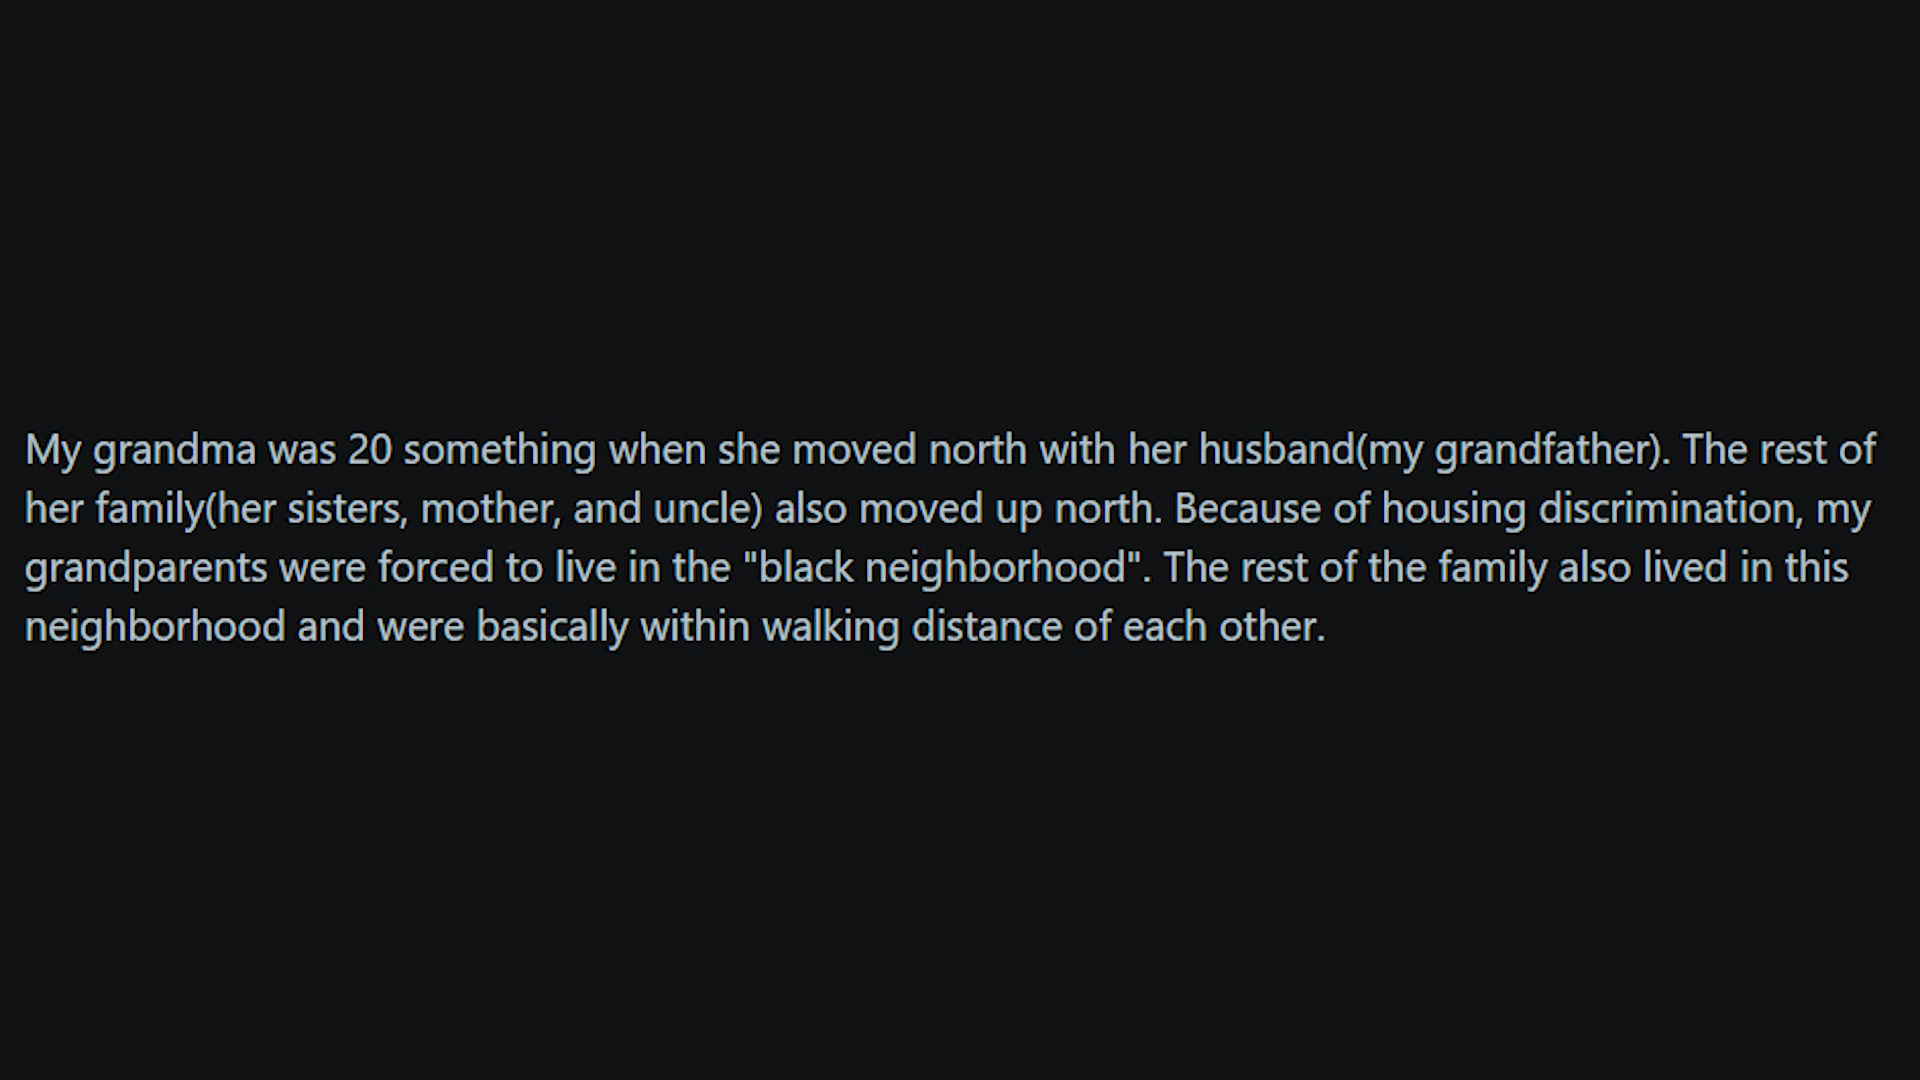 My grandma was 20 something when she moved north with her husband(my grandfather). The rest of
her family(her sisters, mother, and uncle) also moved up north. Because of housing discrimination, my
grandparents were forced to live in the "black neighborhood". The rest of the family also lived in this
neighborhood and were basically within walking distance of each other.